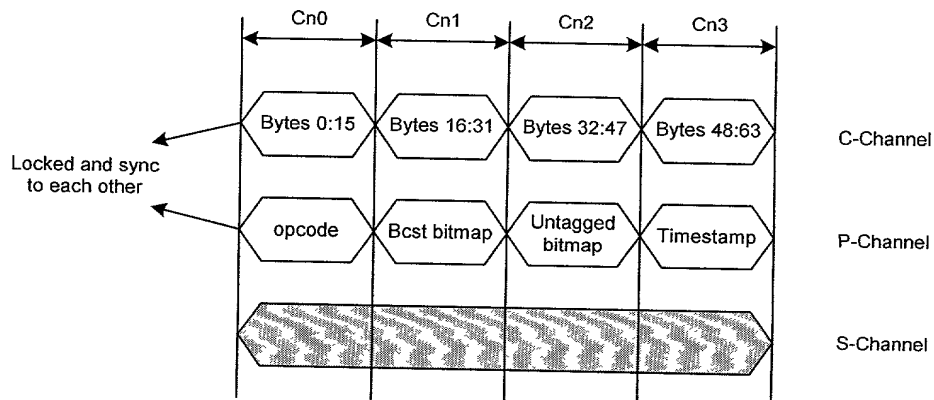 Cn0 Cn1 Cn2 Cn3
Bytes 0:15 Bytes 16:31 Bytes 32:47 Bytes 48:63
C-Channel
Locked and sync
to each other
opcode Bcst bitmap Untagged
bitmap Timestamp
P-Channel
S-Channel